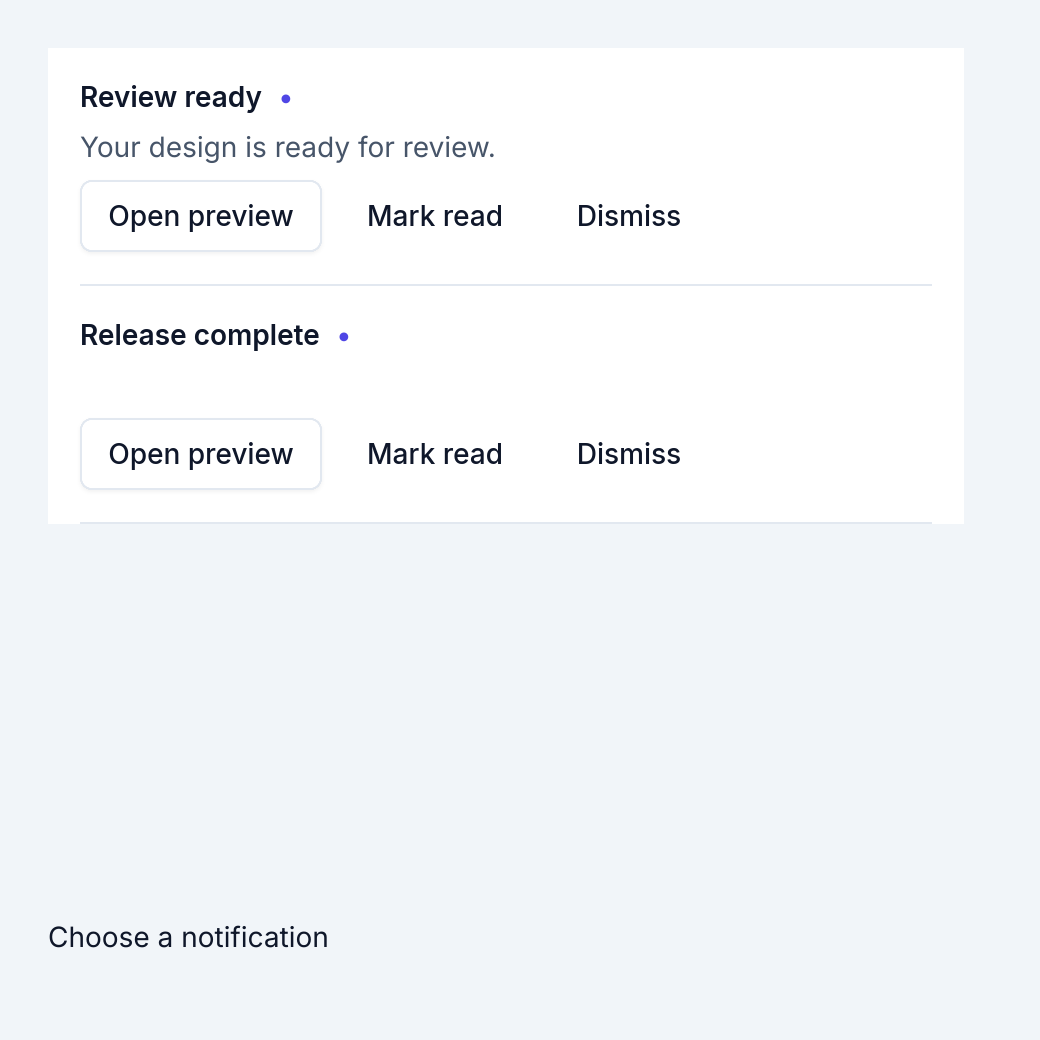 Review ready
Your design is ready for review.
Open preview Mark read Dismiss
Release complete
Open preview Mark read Dismiss
Choose a notification